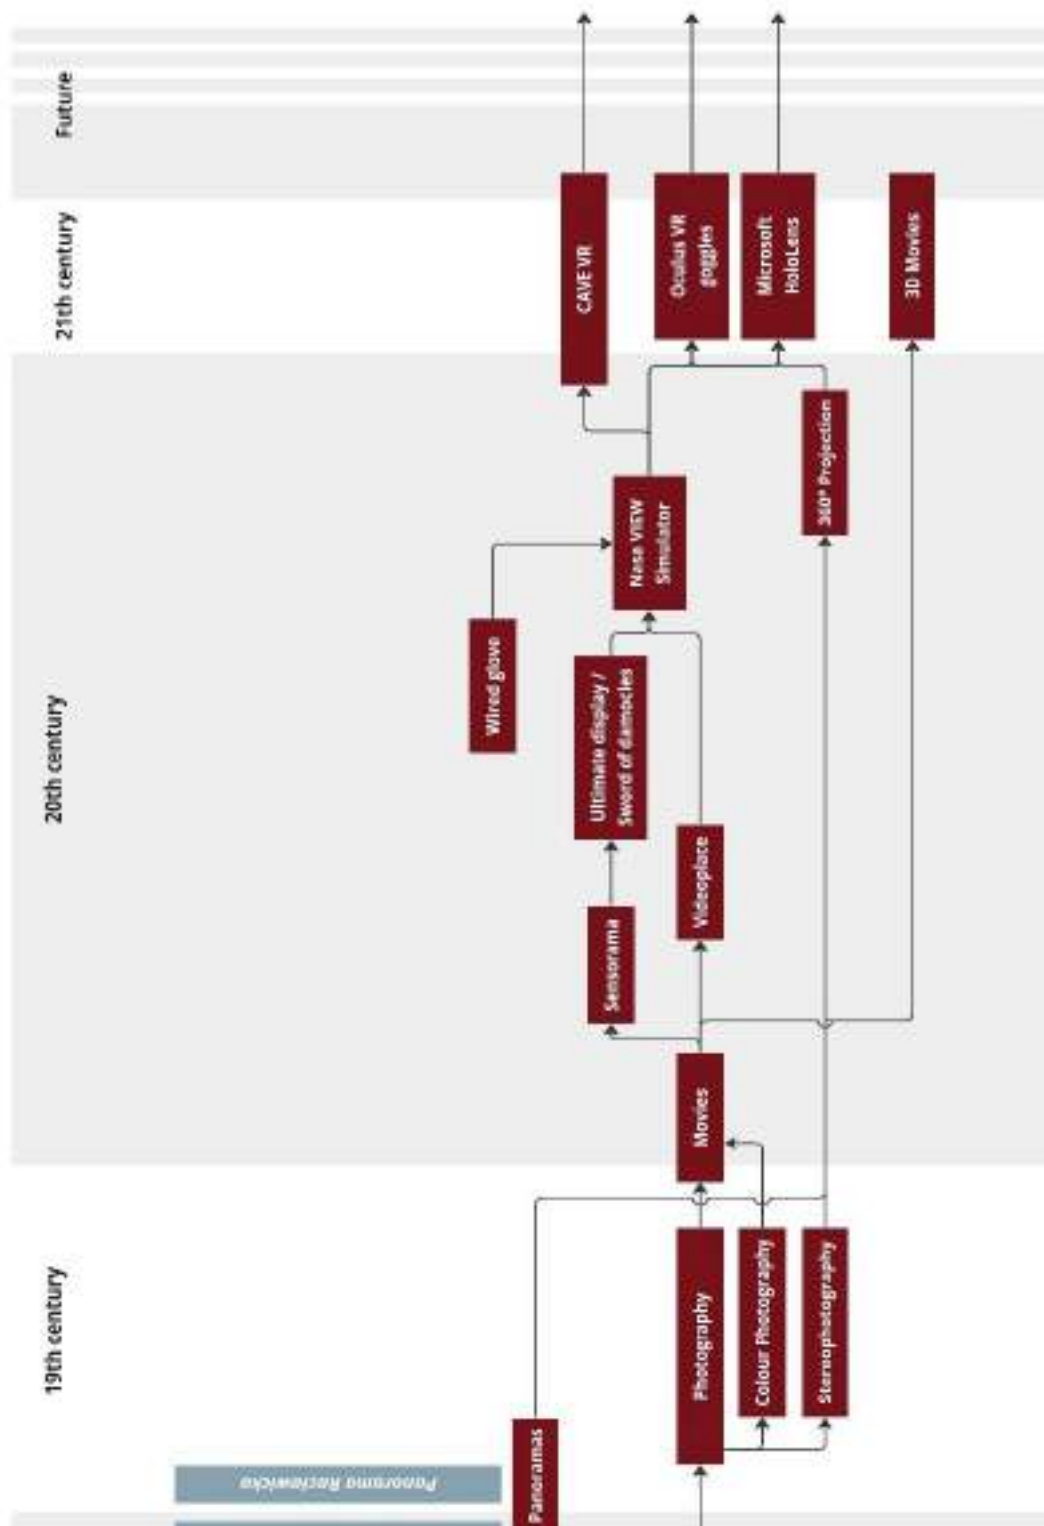 19th century
20th century
21th century
Future
Panorama Racławicka
Panoramas
Photography
Colour Photography
Stereophotography
Movies
Sensorama
Videoplace
Ultimate display /
Sword of damocles
Wired glove
Nasa VIEW
Simulator
360° Projection
CAVE VR
Oculus VR
goggles
Microsoft
HoloLens
3D Movies